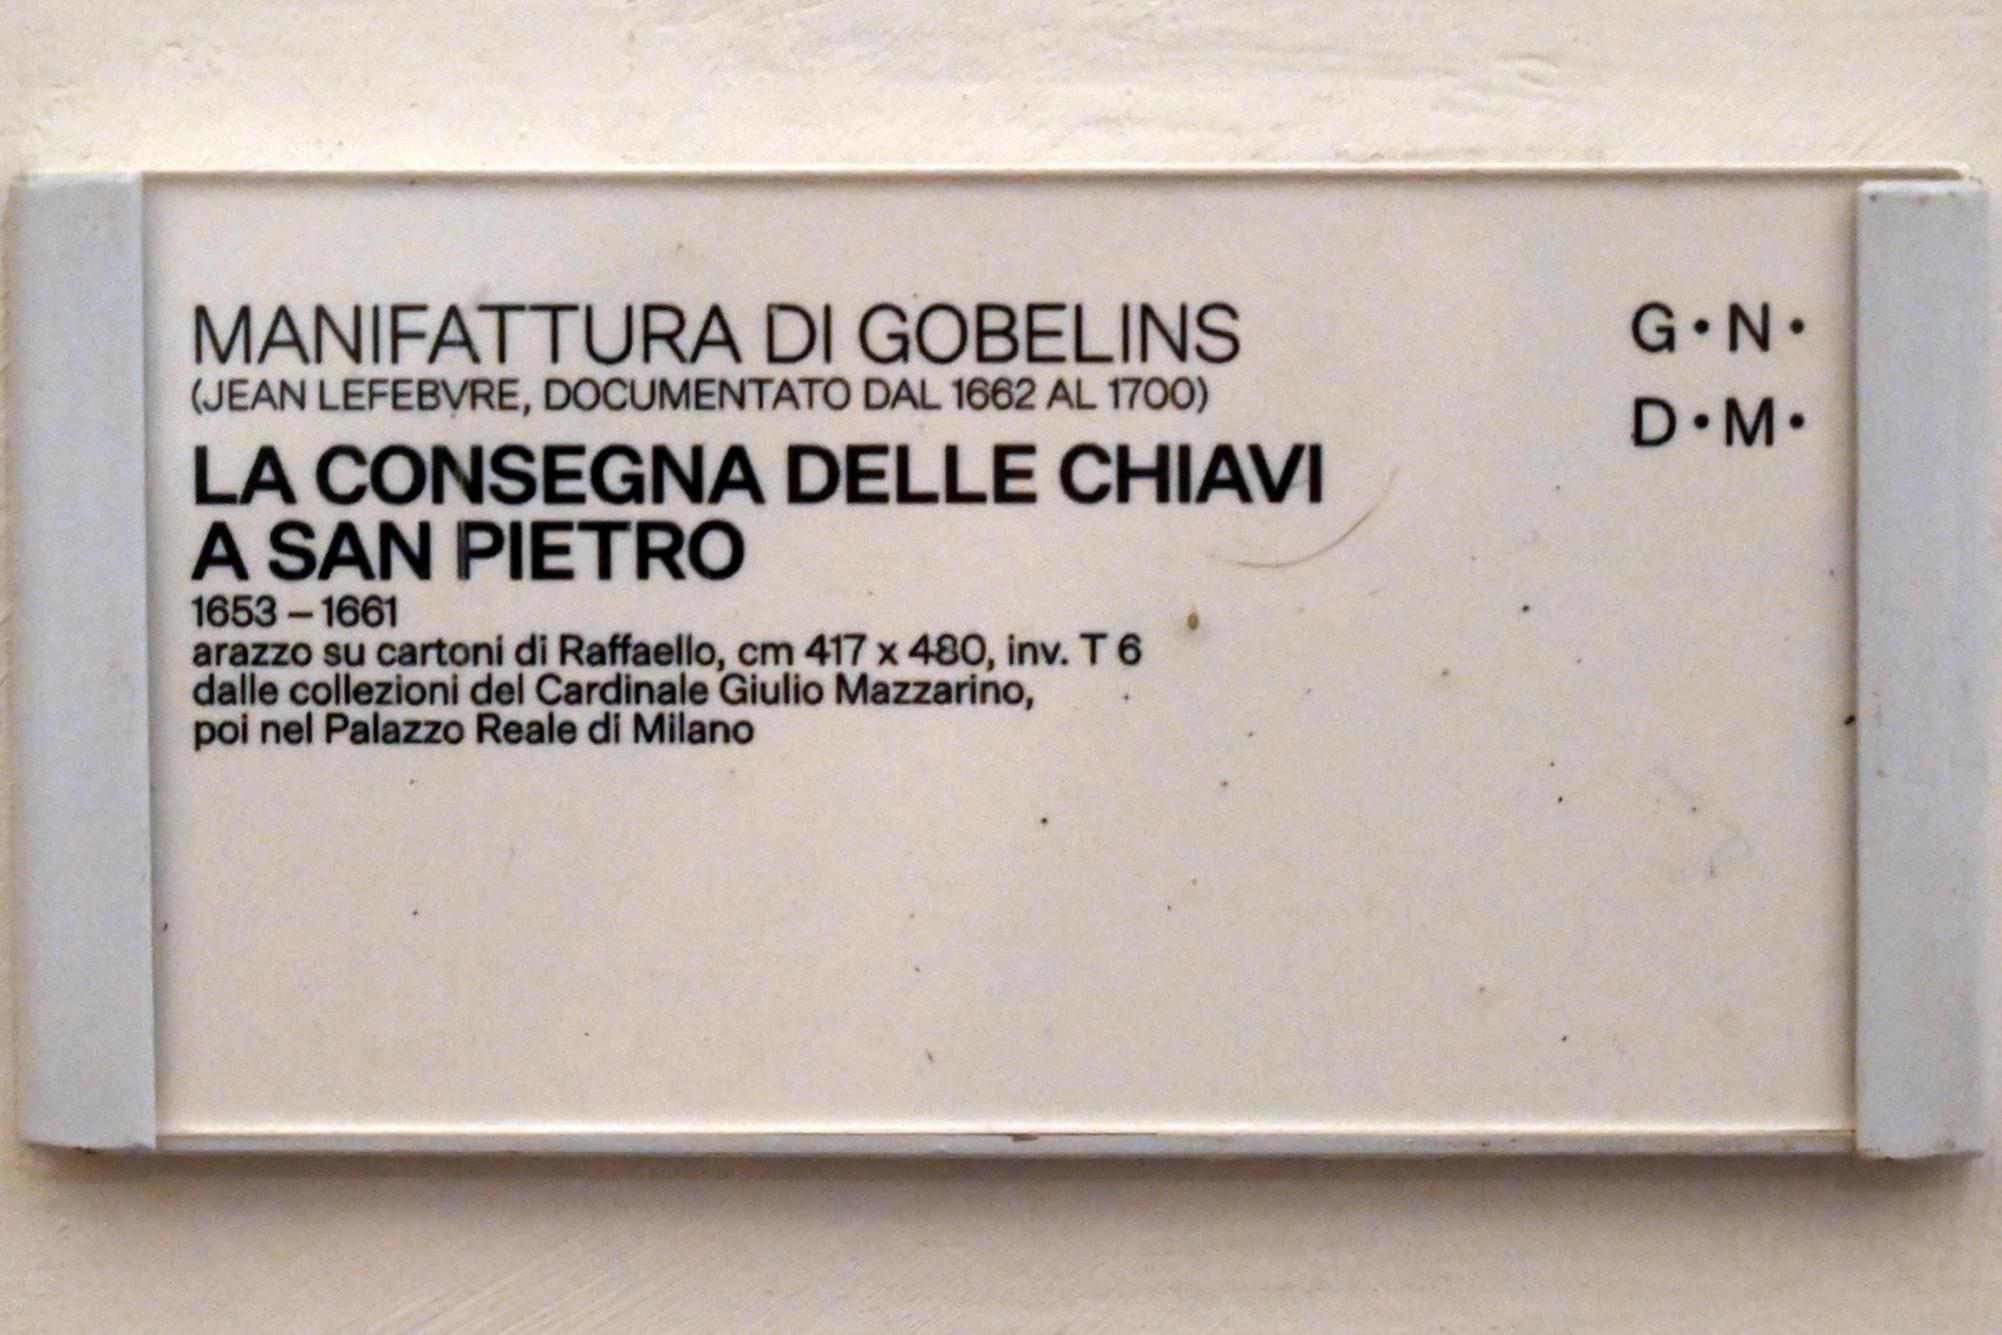 MANIFATTURA DI GOBELINS
(JEAN LEFEBVRE, DOCUMENTATO DAL 1662 AL 1700)
LA CONSEGNA DELLE CHIAVI
A SAN PIETRO
1653 – 1661
arazzo su cartoni di Raffaello, cm 417 x 480, inv. T 6
dalle collezioni del Cardinale Giulio Mazzarino,
poi nel Palazzo Reale di Milano
G•N•
D•M•